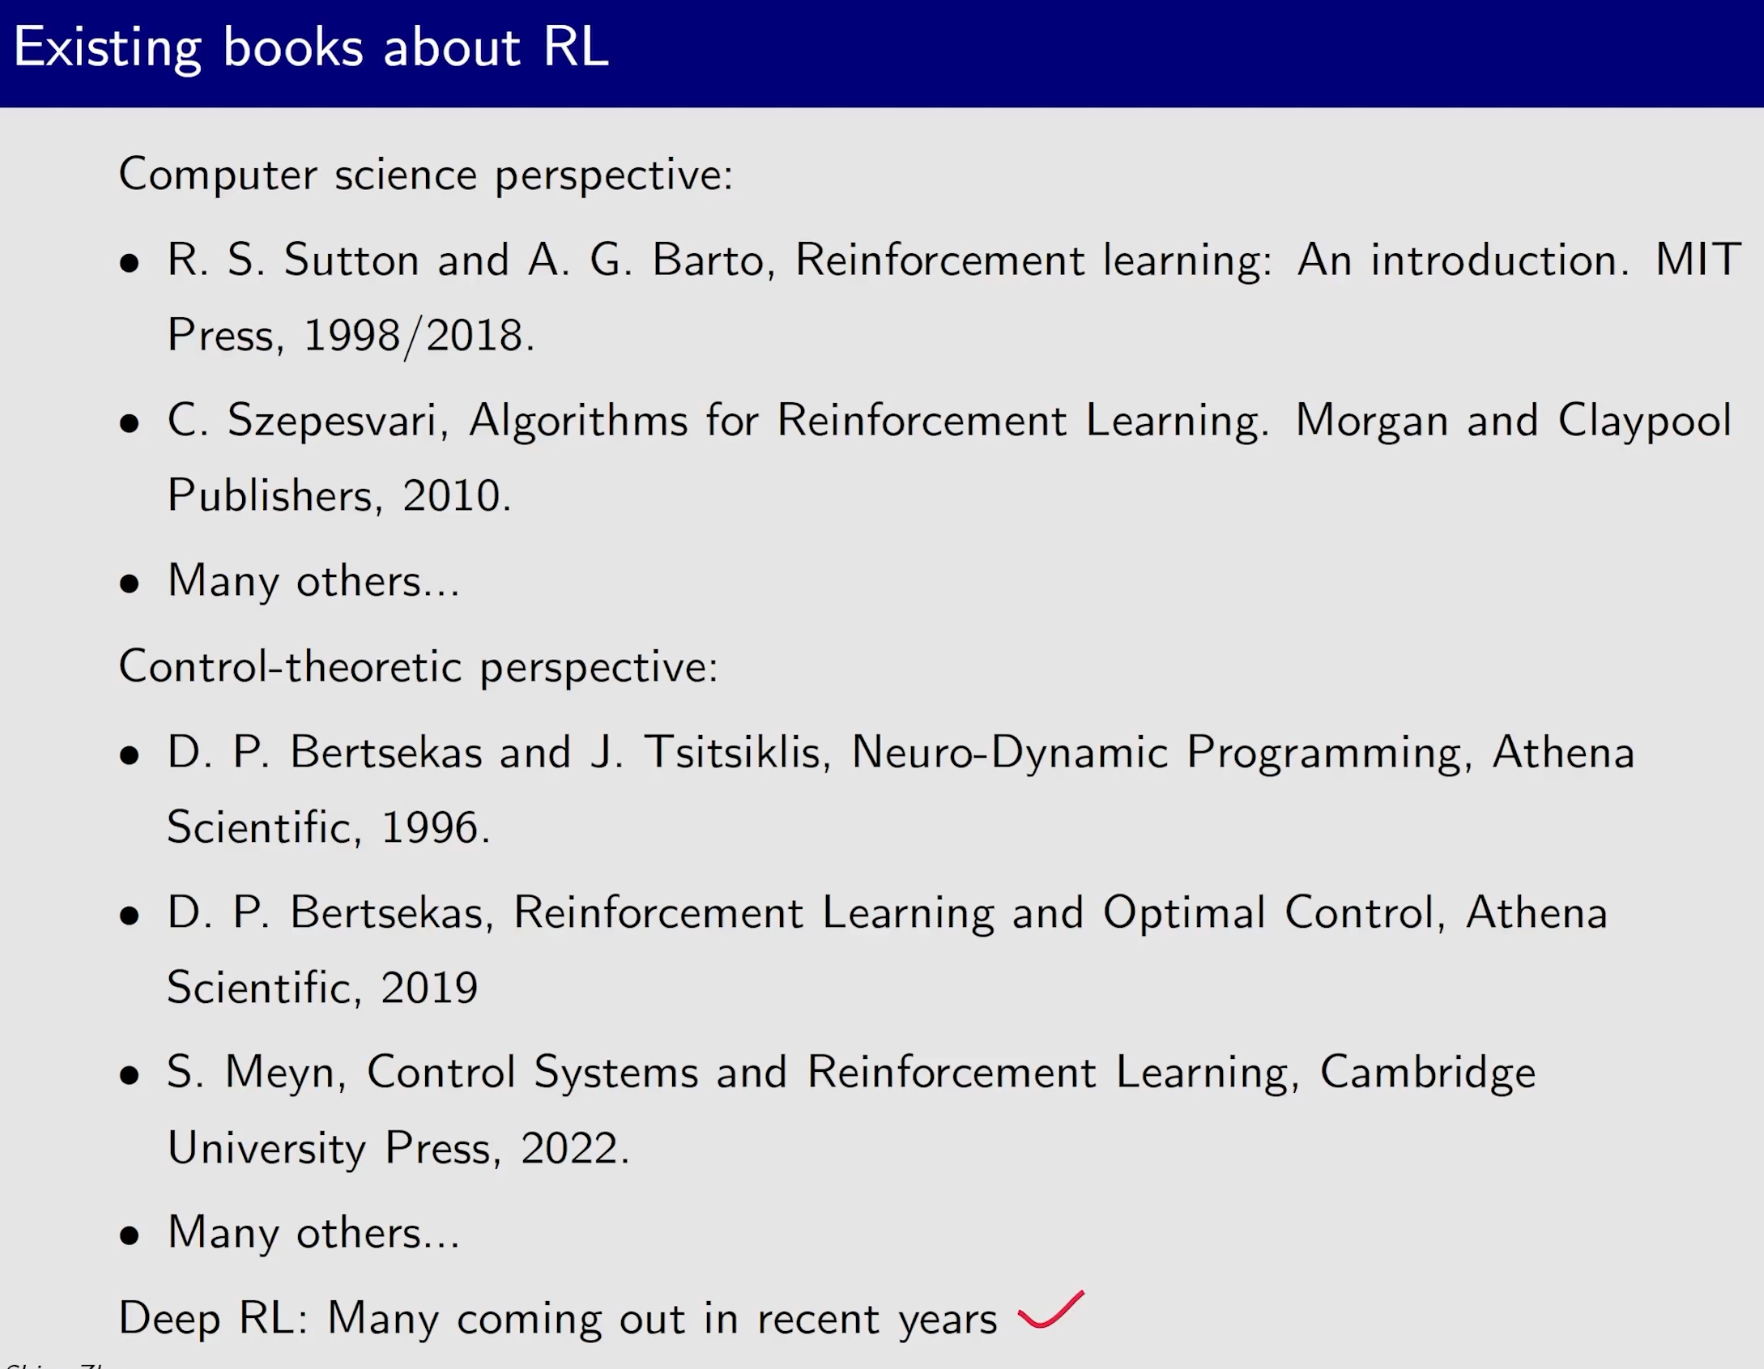 Existing books about RL
Computer science perspective:
• R. S. Sutton and A. G. Barto, Reinforcement learning: An introduction. MIT
Press, 1998/2018.
• C. Szepesvari, Algorithms for Reinforcement Learning. Morgan and Claypool
Publishers, 2010.
• Many others...
Control-theoretic perspective:
• D. P. Bertsekas and J. Tsitsiklis, Neuro-Dynamic Programming, Athena
Scientific, 1996.
• D. P. Bertsekas, Reinforcement Learning and Optimal Control, Athena
Scientific, 2019
• S. Meyn, Control Systems and Reinforcement Learning, Cambridge
University Press, 2022.
• Many others...
Deep RL: Many coming out in recent years